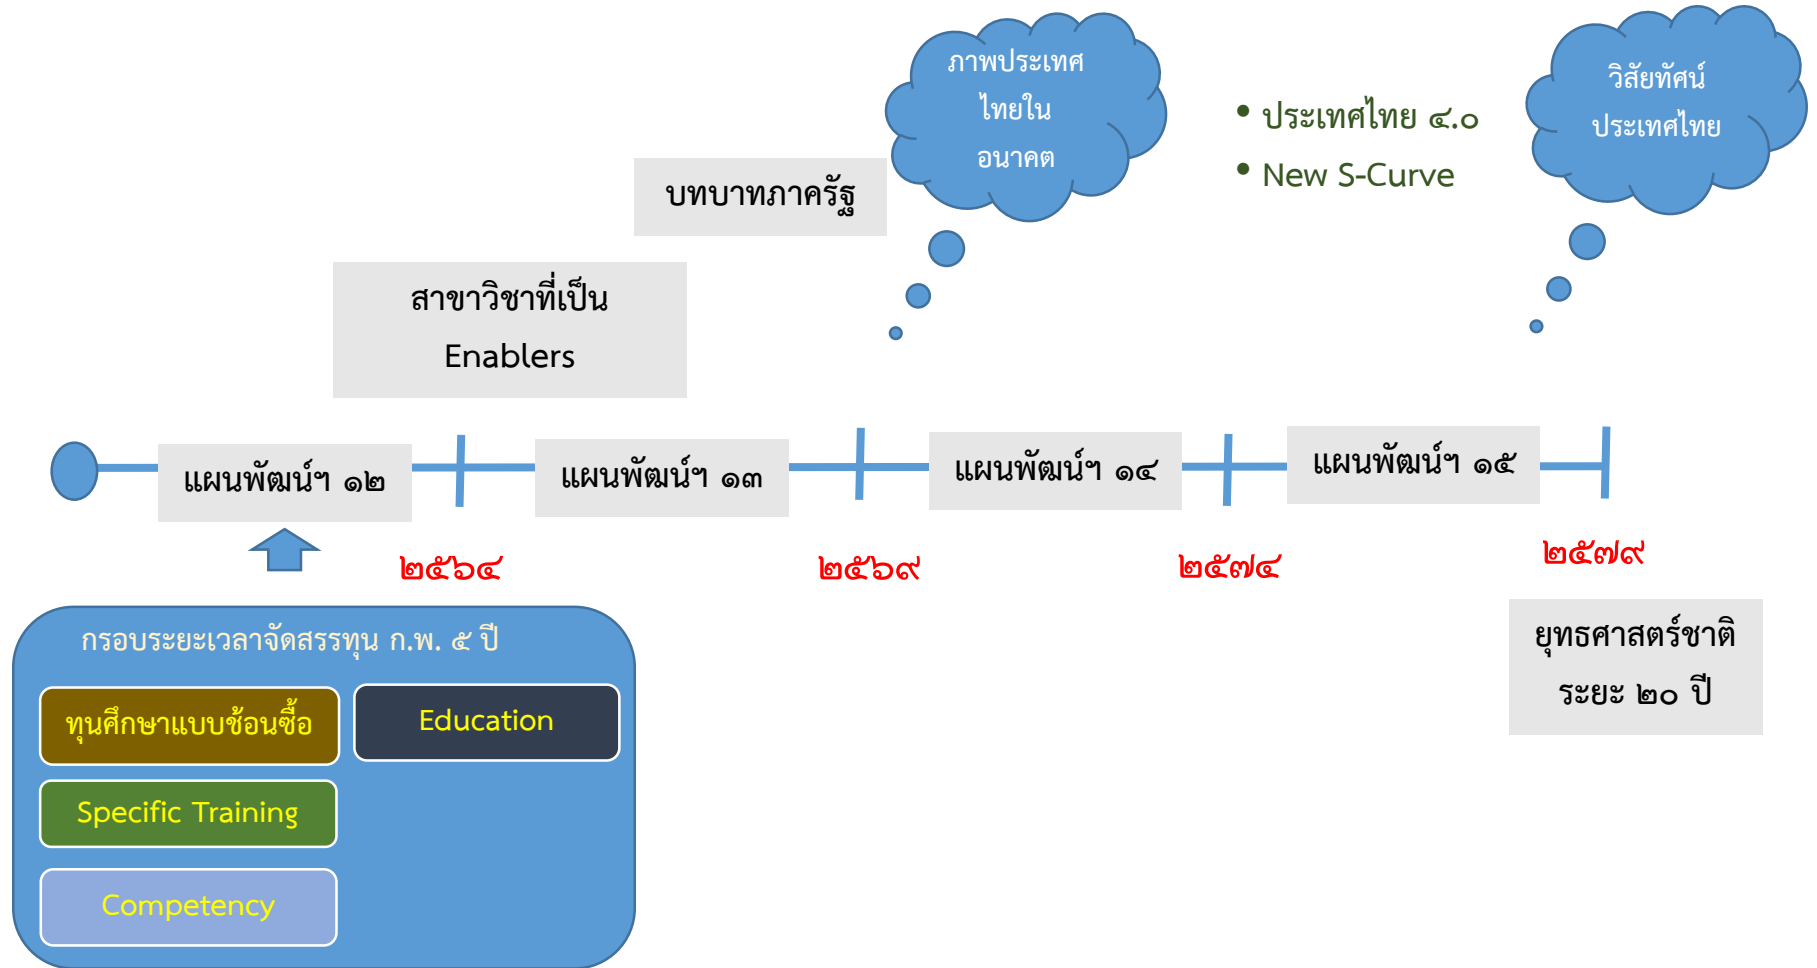 ภาพประเทศ
ไทยใน
อนาคต
• ประเทศไทย ๔.๐
• New S-Curve
วิสัยทัศน์
ประเทศไทย
บทบาทภาครัฐ
สาขาวิชาที่เป็น
Enablers
แผนพัฒน์ฯ ๑๒
แผนพัฒน์ฯ ๑๓
แผนพัฒน์ฯ ๑๔
แผนพัฒน์ฯ ๑๕
๒๕๖๔
๒๕๖๙
๒๕๗๔
๒๕๗๙
ยุทธศาสตร์ชาติ
ระยะ ๒๐ ปี
กรอบระยะเวลาจัดสรรทุน ก.พ. ๕ ปี
ทุนศึกษาแบบช้อนซื้อ
Education
Specific Training
Competency